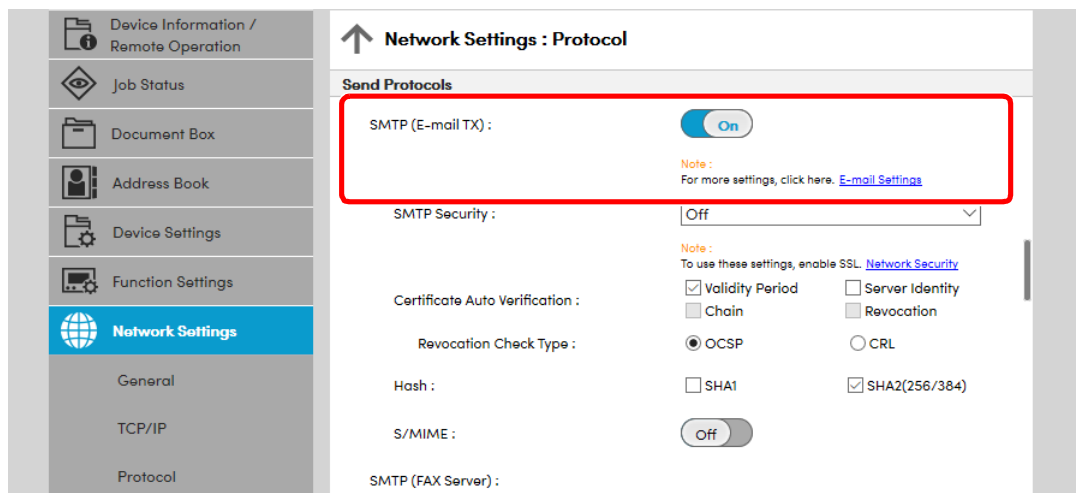 Device Information /
Remote Operation
Job Status
Document Box
Address Book
Device Settings
Function Settings
Network Settings
General
TCP/IP
Protocol
Network Settings : Protocol
Send Protocols
SMTP (E-mail TX) : On
Note :
For more settings, click here. E-mail Settings
SMTP Security : Off
Note :
To use these settings, enable SSL. Network Security
Certificate Auto Verification : Validity Period Server Identity
Chain Revocation
Revocation Check Type : OCSP CRL
Hash : SHA1 SHA2(256/384)
S/MIME : Off
SMTP (FAX Server) :